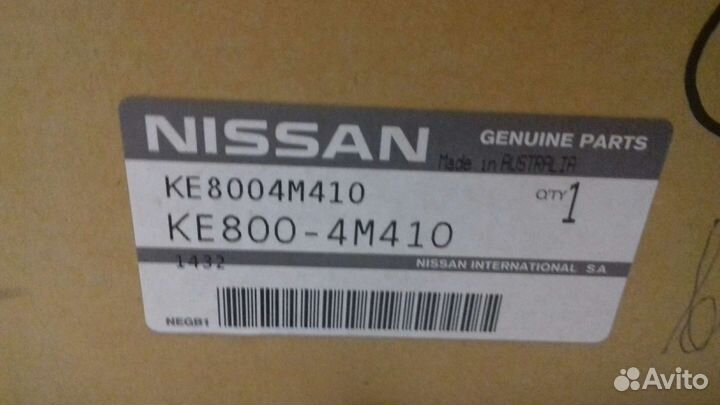 NISSAN GENUINE PARTS
Made in AUSTRALIA
KE8004M410 QTY 1
KE800-4M410
1432 NISSAN INTERNATIONAL SA
NEGB1
Avito